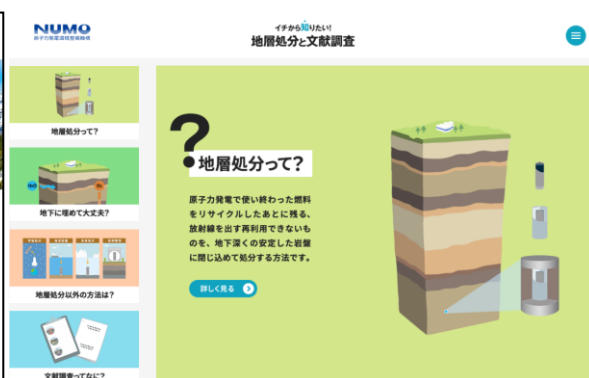 NUMO
原子力発電環境整備機構
イチから知りたい!
地層処分と文献調査
地層処分って?
地下に埋めて大丈夫?
地層処分以外の方法は?
文献調査ってなに?
?
地層処分って?
原子力発電で使い終わった燃料
をリサイクルしたあとに残る、
放射線を出す再利用できないも
のを、地下深くの安定した岩盤
に閉じ込めて処分する方法です。
詳しく見る